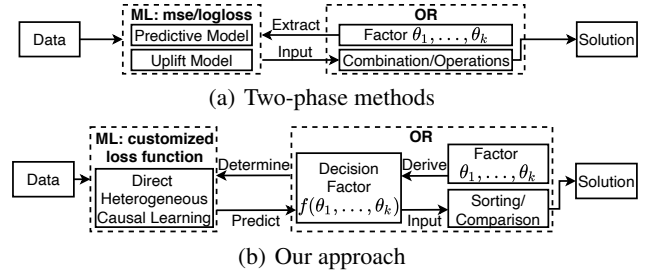 ML: mse/logloss
OR
Data
Predictive Model
Uplift Model
Extract
Input
Factor θ₁, . . . , θₖ
Combination/Operations
Solution
(a) Two-phase methods
ML: customized
loss function
OR
Data
Direct
Heterogeneous
Causal Learning
Determine
Predict
Decision
Factor
f(θ₁, . . . , θₖ)
Derive
Input
Factor
θ₁, . . . , θₖ
Sorting/
Comparison
Solution
(b) Our approach